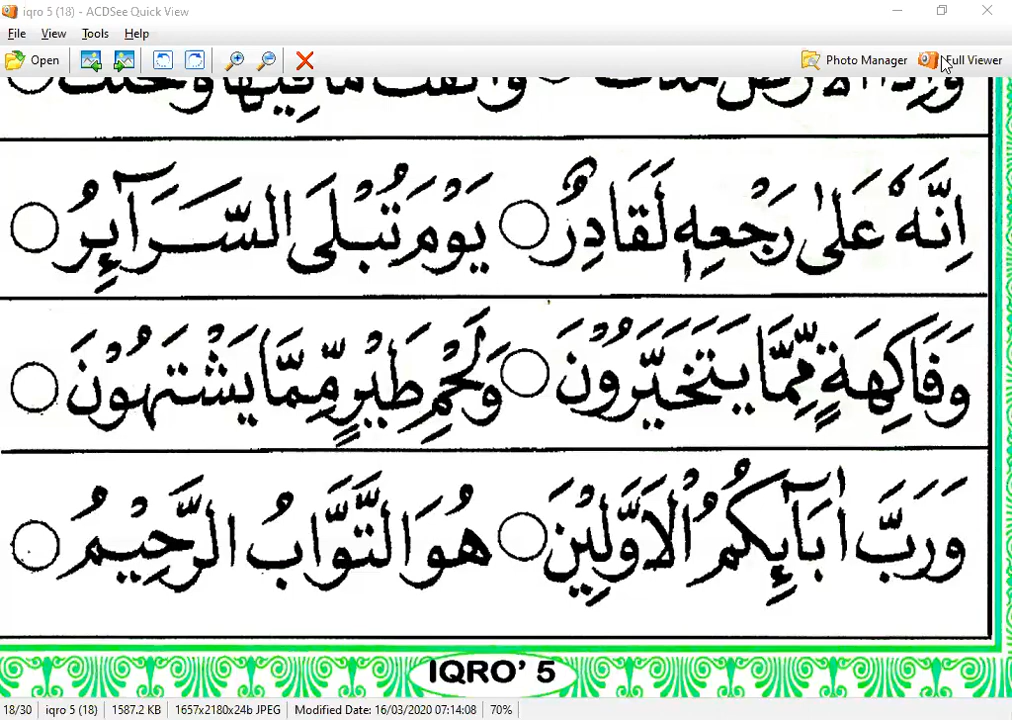 iqro 5 (18) - ACDSee Quick View
File View Tools Help
Open Photo Manager Full Viewer
اِنَّهٗ عَلٰى رَجْعِهٖ لَقَادِرٌ ○ يَوْمَ تُبْلَى السَّرَآئِرُ ○
وَفَاكِهَةٍ مِّمَّا يَتَخَيَّرُوْنَ ○ وَلَحْمِ طَيْرٍ مِّمَّا يَشْتَهُوْنَ ○
وَرَبَّ اٰبَآئِكُمُ الْاَوَّلِيْنَ ○ هُوَ التَّوَّابُ الرَّحِيْمُ ○
IQRO’ 5
18/30 iqro 5 (18) 1587.2 KB 1657x2180x24b JPEG Modified Date: 16/03/2020 07:14:08 70%